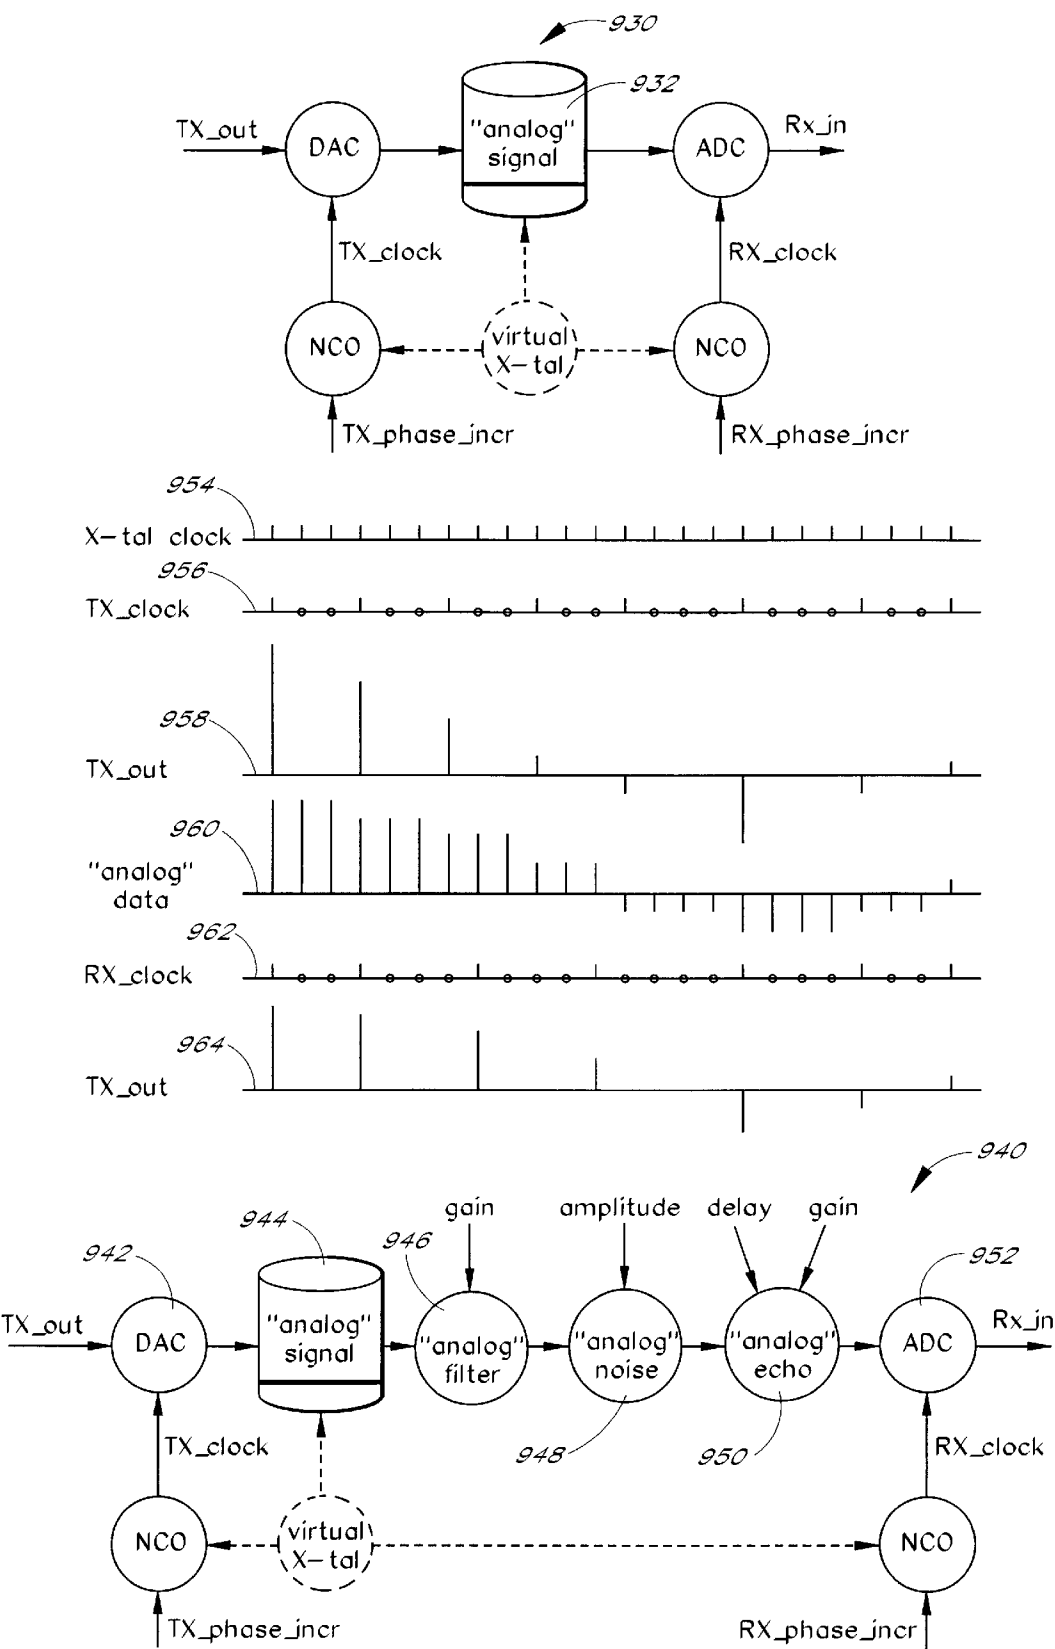 930
932
TX_out
DAC
"analog"
signal
ADC
Rx_in
TX_clock
RX_clock
NCO
virtual
X-tal
NCO
TX_phase_incr
RX_phase_incr
954
X-tal clock
956
TX_clock
958
TX_out
960
"analog"
data
962
RX_clock
964
TX_out
940
gain
amplitude
delay
gain
942
944
946
952
TX_out
DAC
"analog"
signal
"analog"
filter
"analog"
noise
"analog"
echo
ADC
Rx_in
948
950
TX_clock
RX_clock
NCO
virtual
X-tal
NCO
TX_phase_incr
RX_phase_incr